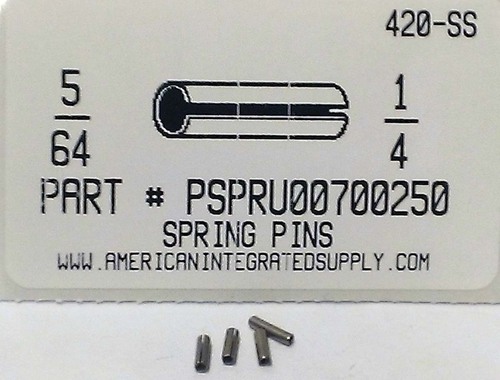 420-SS
5/64
1/4
PART # PSPRU00700250
SPRING PINS
WWW.AMERICANINTEGRATEDSUPPLY.COM